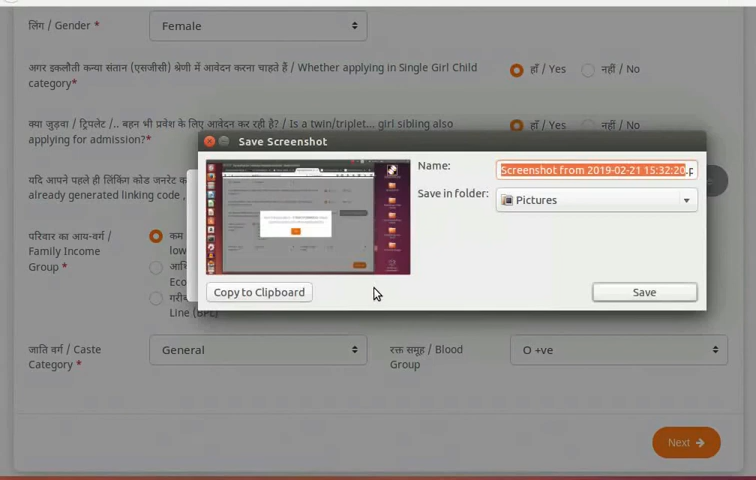 लिंग / Gender *
Female
अगर इकलौती कन्या संतान (एसजीसी) श्रेणी में आवेदन करना चाहते हैं / Whether applying in Single Girl Child
category*
हाँ / Yes
नहीं / No
क्या जुड़वा / ट्रिपलेट /.. बहन भी प्रवेश के लिए आवेदन कर रही है? / Is a twin/triplet... girl sibling also
applying for admission?*
हाँ / Yes
नहीं / No
Save Screenshot
Name:
Screenshot from 2019-02-21 15:32:20.p
Save in folder:
Pictures
Copy to Clipboard
Save
यदि आपने पहले ही लिंकिंग कोड जनरेट क
already generated linking code ,
परिवार का आय-वर्ग /
Family Income
Group *
कम
low
आर्थि
Eco
गरीब
Line (BPL)
जाति वर्ग / Caste
Category *
General
रक्त समूह / Blood
Group
O +ve
Next